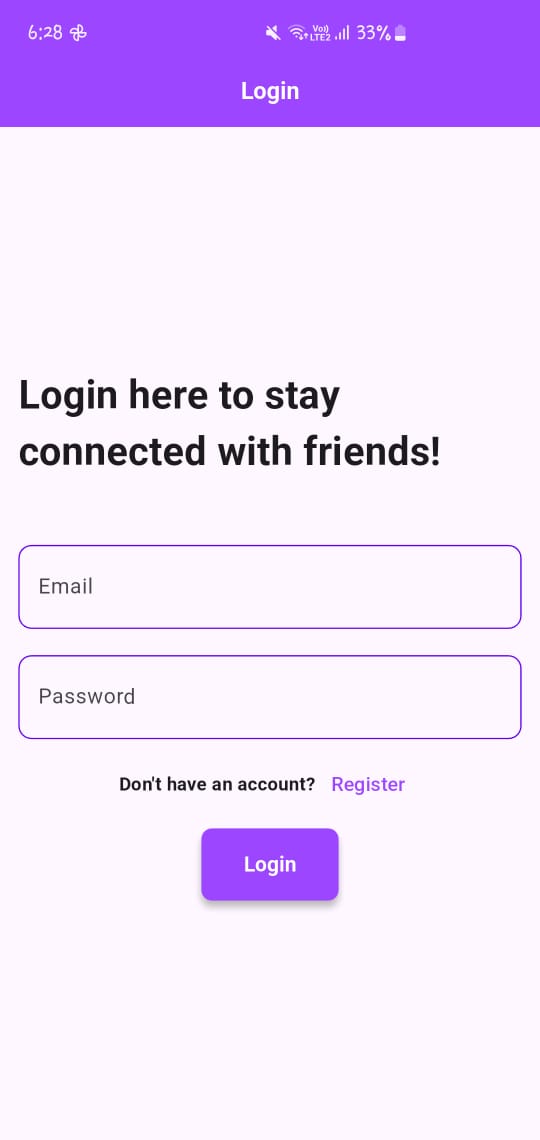 6:28
Vo) LTE2 33%
Login
Login here to stay
connected with friends!
Email
Password
Don't have an account? Register
Login